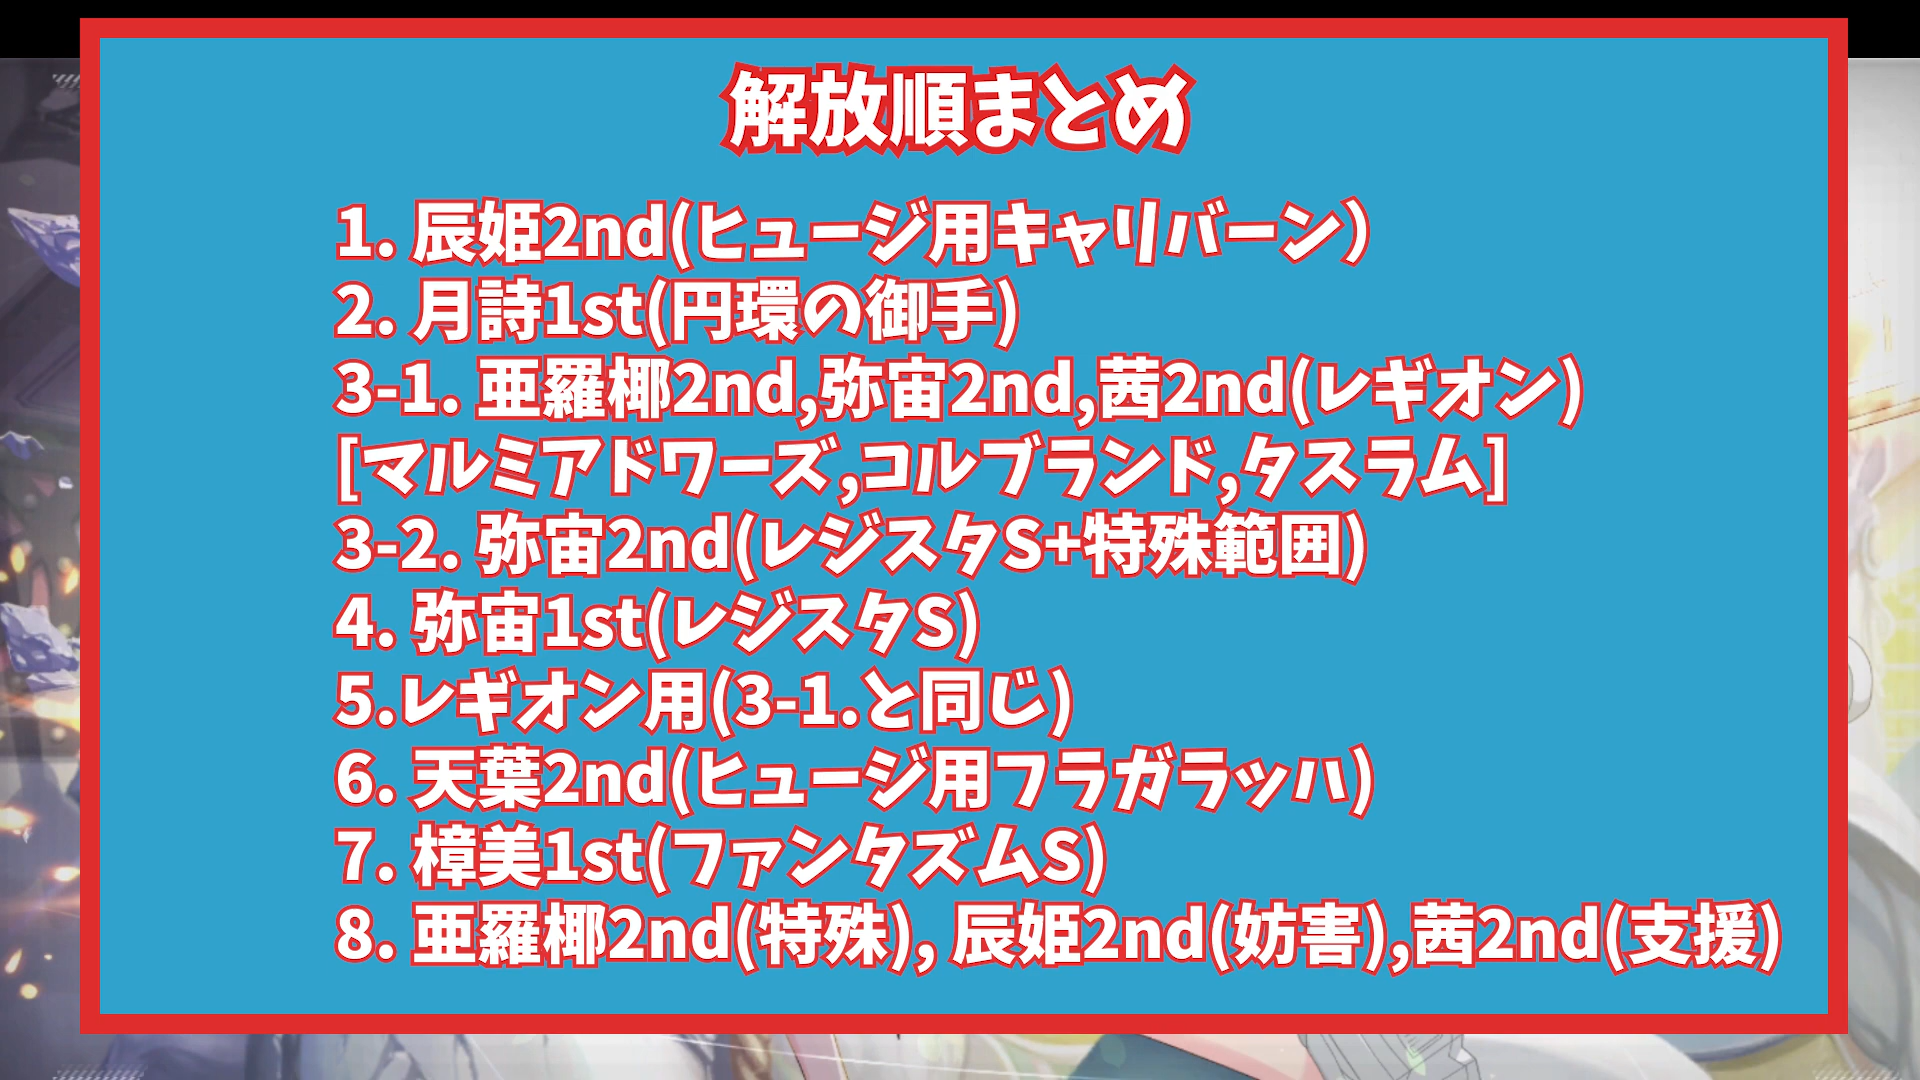 解放順まとめ
1. 辰姫2nd(ヒュージ用キャリバーン)
2. 月詩1st(円環の御手)
3-1. 亜羅椰2nd,弥宙2nd,茜2nd(レギオン)
[マルミアドワーズ,コルブランド,タスラム]
3-2. 弥宙2nd(レジスタS+特殊範囲)
4. 弥宙1st(レジスタS)
5.レギオン用(3-1.と同じ)
6. 天葉2nd(ヒュージ用フラガラッハ)
7. 樟美1st(ファンタズムS)
8. 亜羅椰2nd(特殊), 辰姫2nd(妨害),茜2nd(支援)